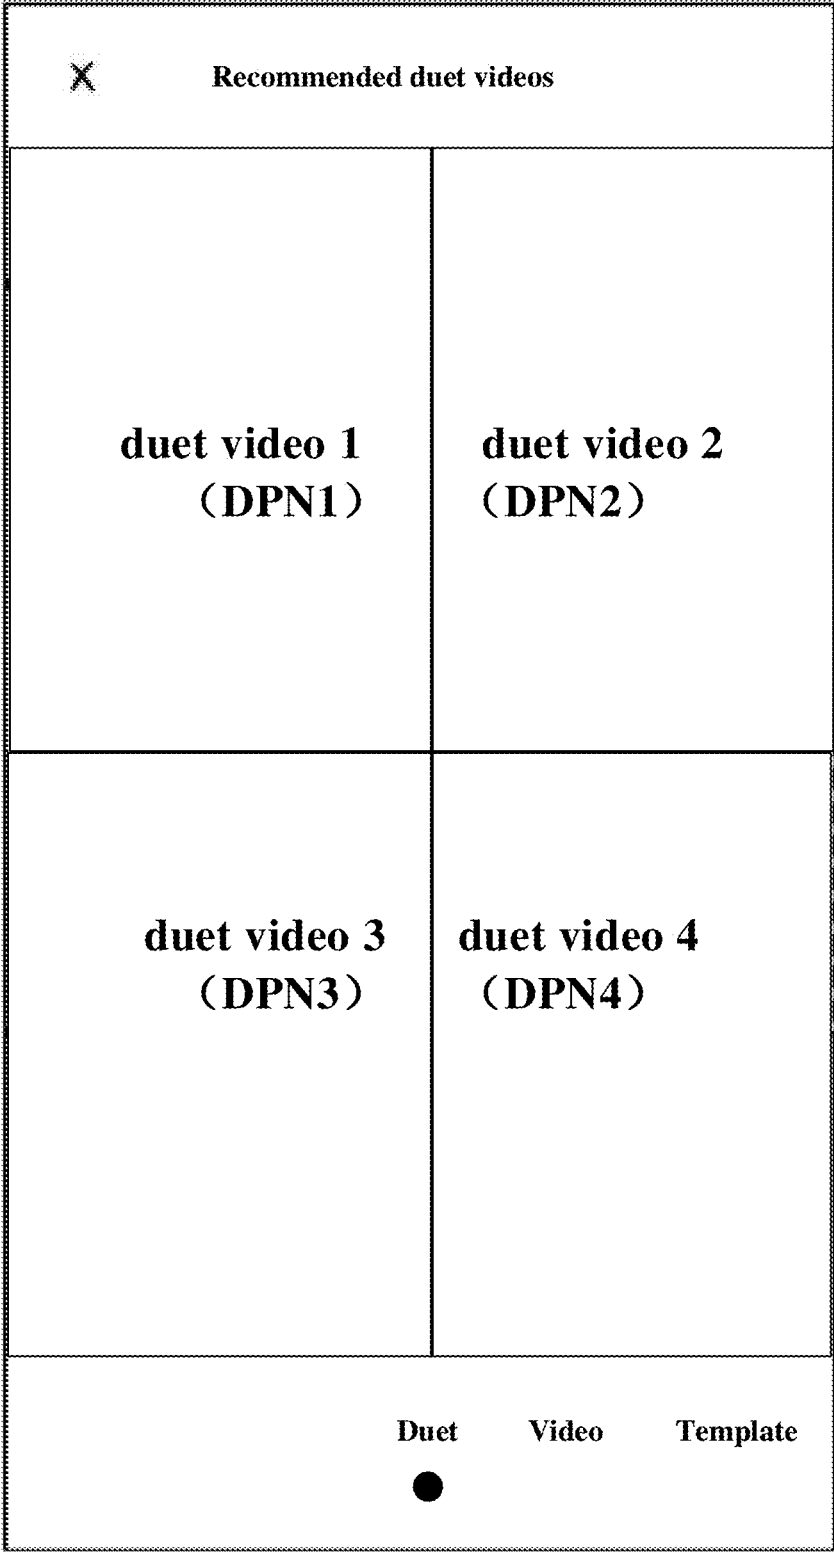 X Recommended duet videos
duet video 1
（DPN1）
duet video 2
（DPN2）
duet video 3
（DPN3）
duet video 4
（DPN4）
Duet Video Template